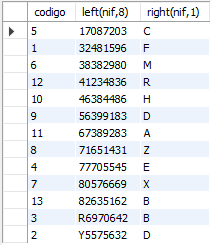 codigo left(nif,8) right(nif,1)
5 17087203 C
1 32481596 F
6 38382980 M
12 41234836 R
10 46384486 H
9 56399183 D
11 67389283 A
8 71651431 Z
4 77705545 E
7 80576669 X
13 82635162 B
3 R6970642 B
2 Y5575632 D